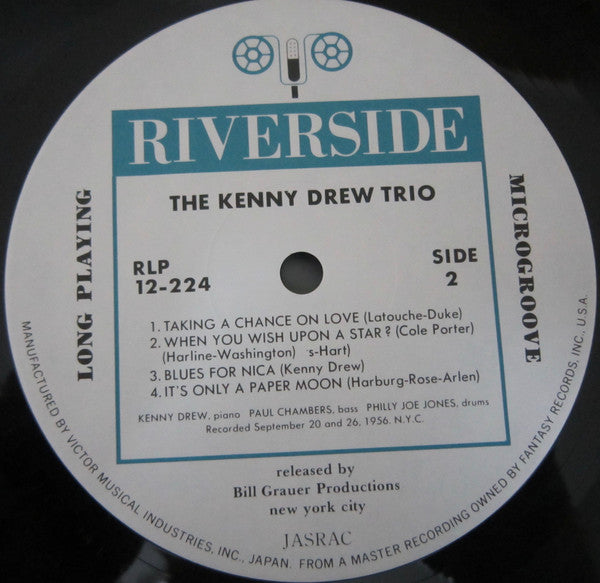 RIVERSIDE
THE KENNY DREW TRIO
LONG PLAYING
MICROGROOVE
RLP
12-224
SIDE
2
1. TAKING A CHANCE ON LOVE (Latouche-Duke)
2. WHEN YOU WISH UPON A STAR? (Cole Porter)
(Harline-Washington) s-Hart)
3. BLUES FOR NICA (Kenny Drew)
4. IT'S ONLY A PAPER MOON (Harburg-Rose-Arlen)
KENNY DREW, piano PAUL CHAMBERS, bass PHILLY JOE JONES, drums
Recorded September 20 and 26, 1956. N.Y.C.
released by
Bill Grauer Productions
new york city
JASRAC
MANUFACTURED BY VICTOR MUSICAL INDUSTRIES, INC., JAPAN. FROM A MASTER RECORDING OWNED BY FANTASY RECORDS, INC., U.S.A.